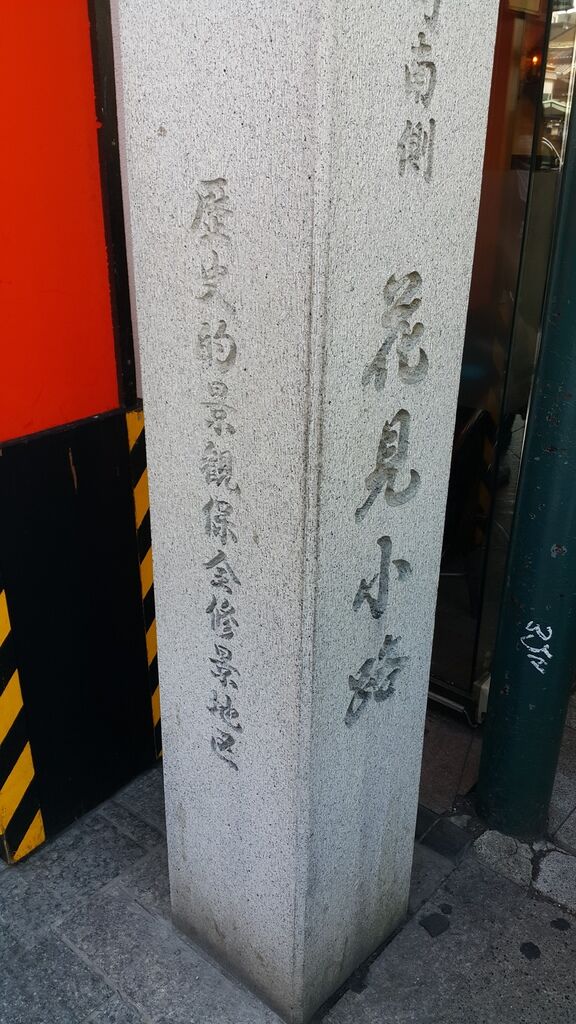 南側 花見小路
歴史的景観保全修景地区